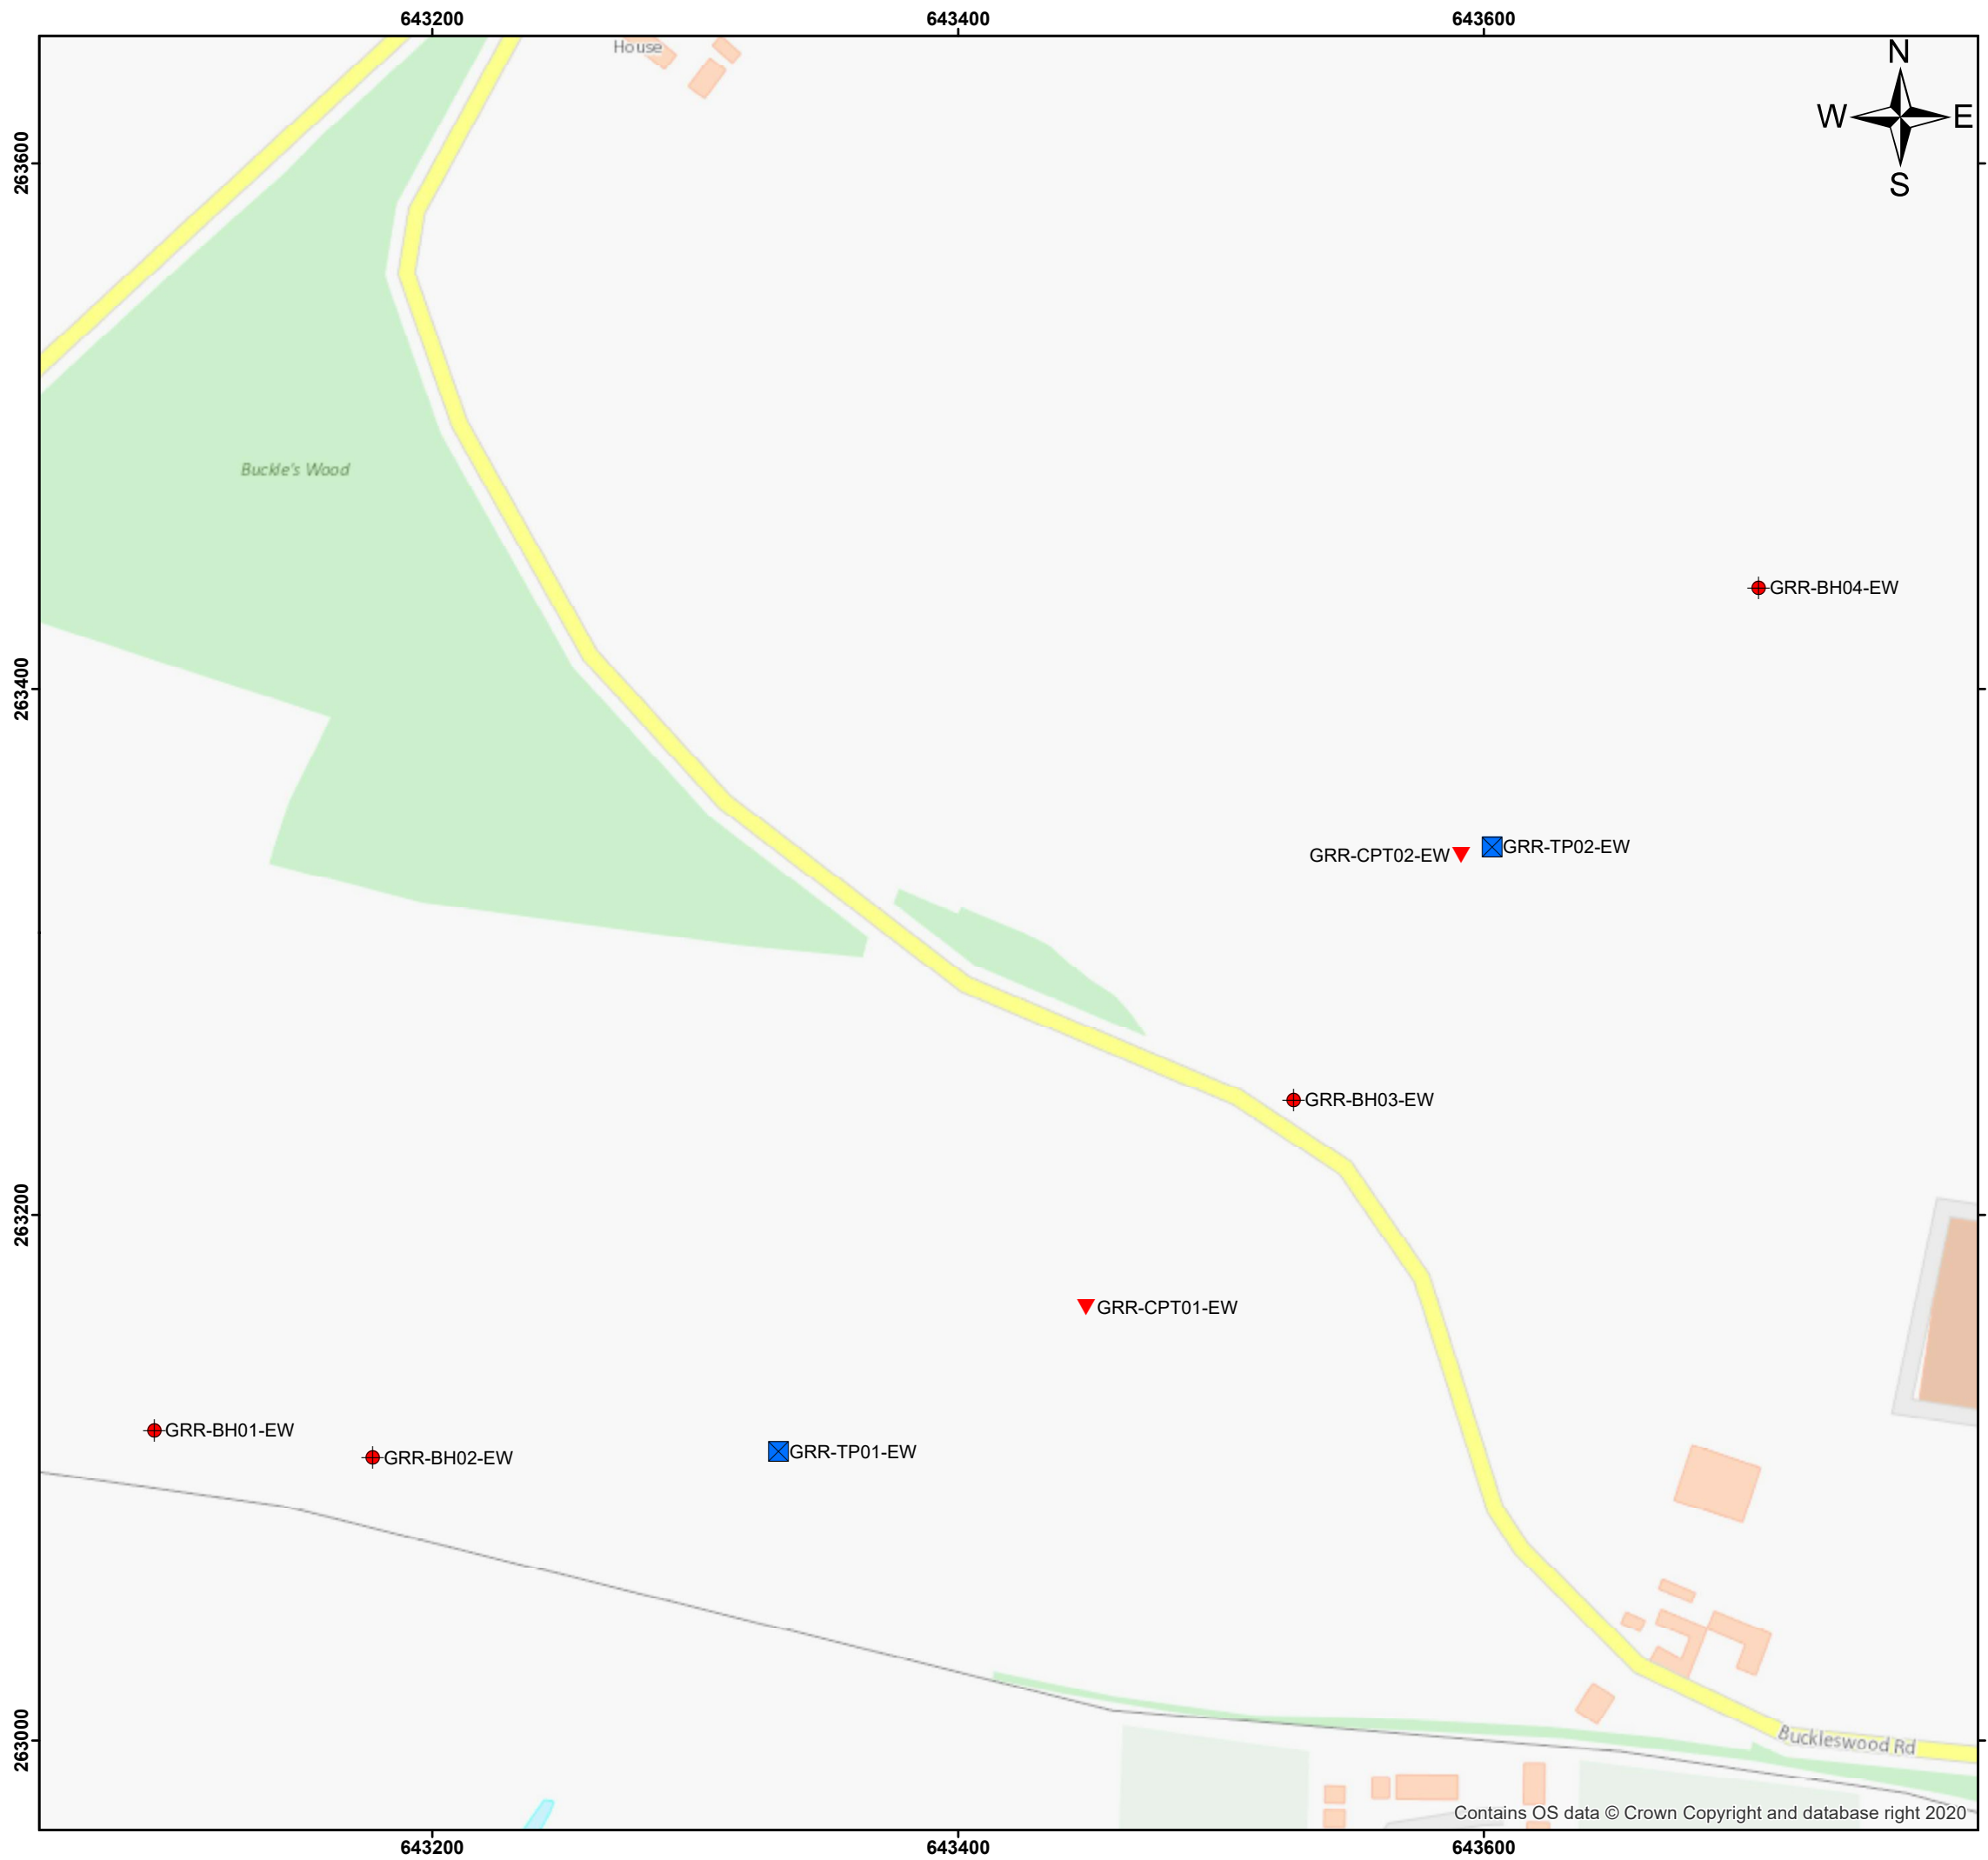 643200 643400 643600
House
N
W E
S
263600
Buckle's Wood
GRR-BH04-EW
263400
GRR-CPT02-EW GRR-TP02-EW
GRR-BH03-EW
263200
GRR-CPT01-EW
GRR-BH01-EW
GRR-BH02-EW
GRR-TP01-EW
263000
Buckleswood Rd
Contains OS data © Crown Copyright and database right 2020
643200 643400 643600